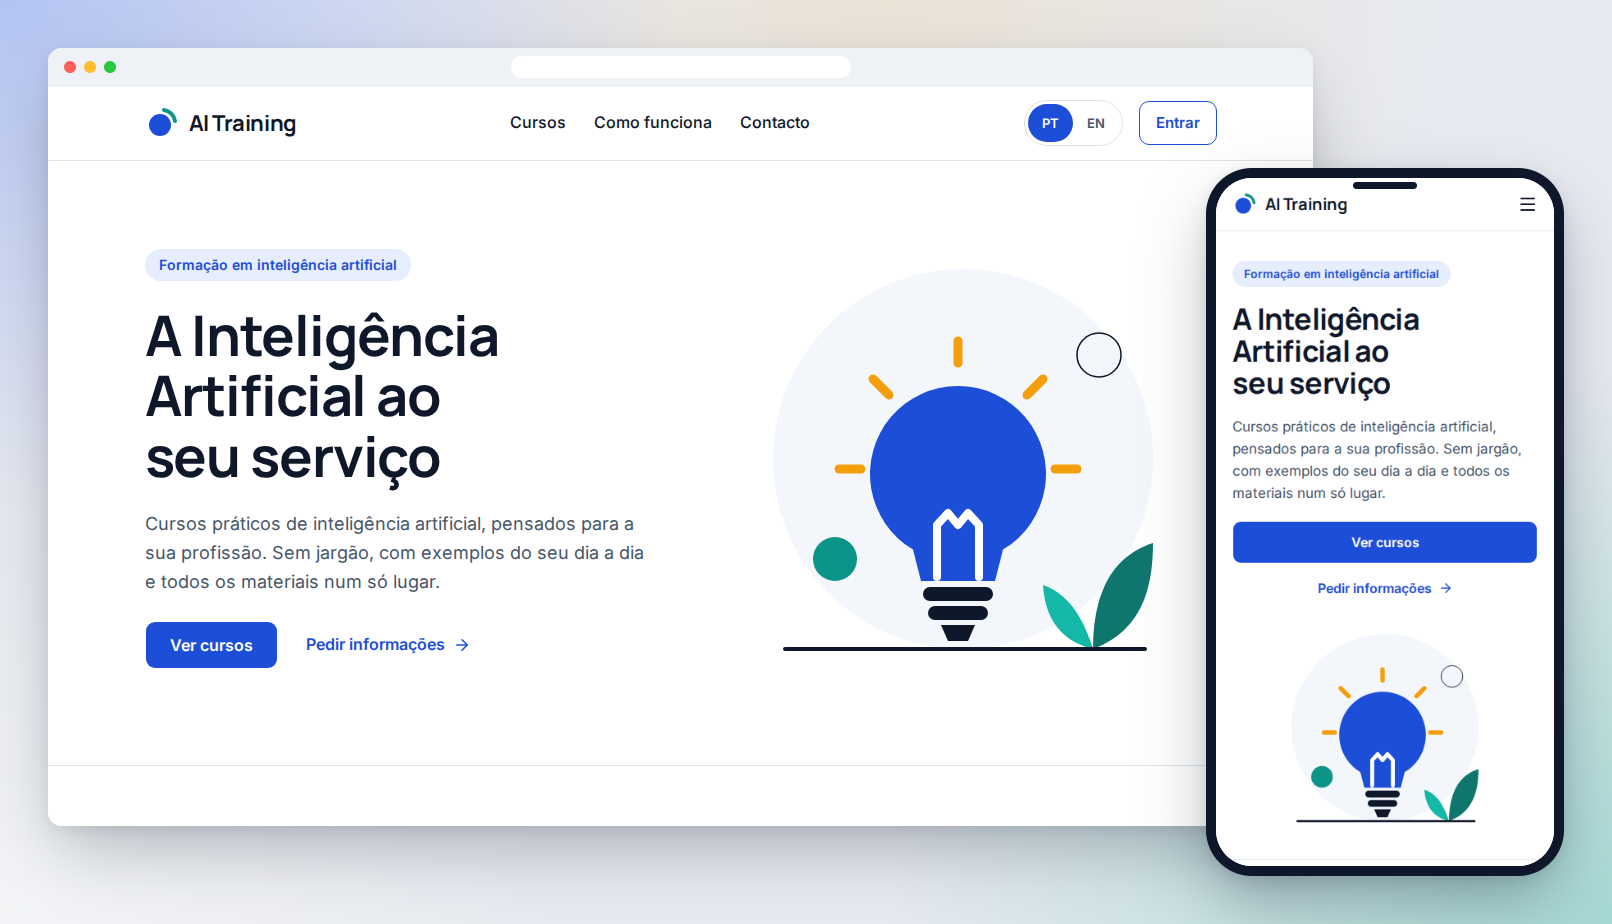 AI Training
Cursos
Como funciona
Contacto
PT
EN
Entrar
Formação em inteligência artificial
A Inteligência
Artificial ao
seu serviço
Cursos práticos de inteligência artificial, pensados para a
sua profissão. Sem jargão, com exemplos do seu dia a dia
e todos os materiais num só lugar.
Ver cursos
Pedir informações →
AI Training
Formação em inteligência artificial
A Inteligência
Artificial ao
seu serviço
Cursos práticos de inteligência artificial,
pensados para a sua profissão. Sem jargão,
com exemplos do seu dia a dia e todos os
materiais num só lugar.
Ver cursos
Pedir informações →